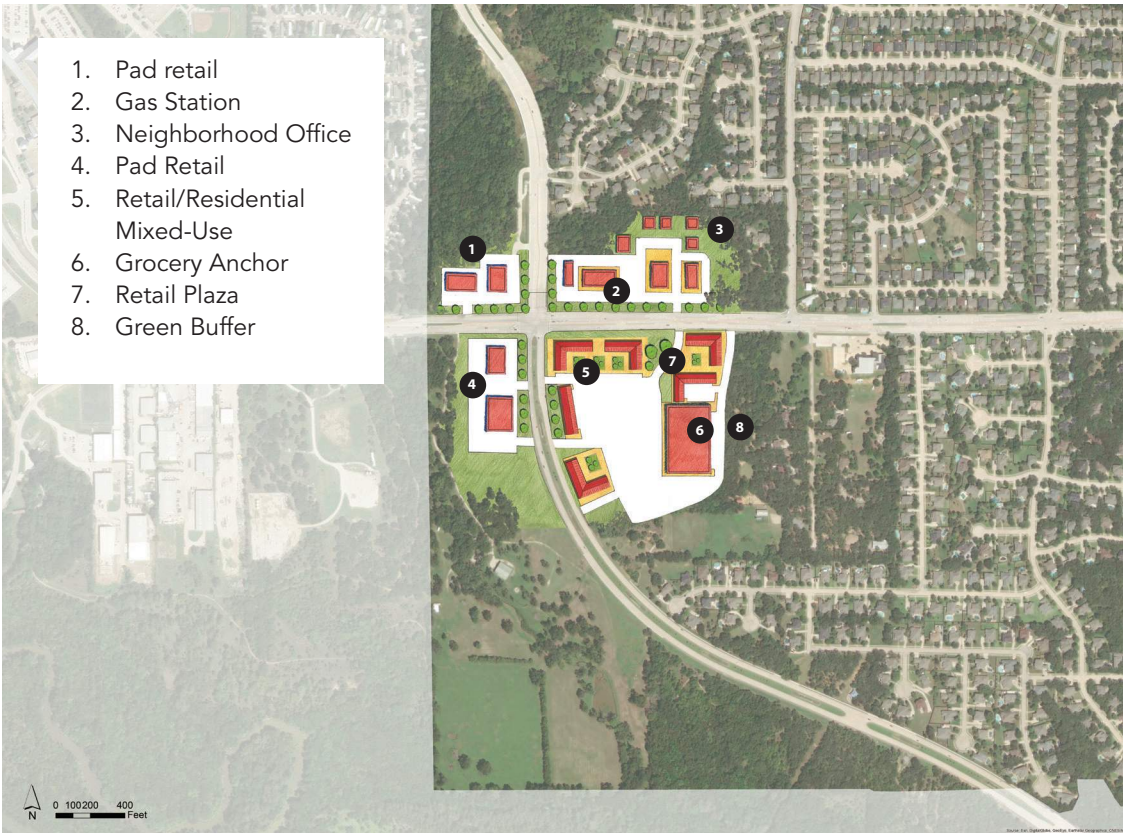 1. Pad retail
2. Gas Station
3. Neighborhood Office
4. Pad Retail
5. Retail/Residential
Mixed-Use
6. Grocery Anchor
7. Retail Plaza
8. Green Buffer
1
3
2
7
5
4
6
8
N
0 100200 400
Feet